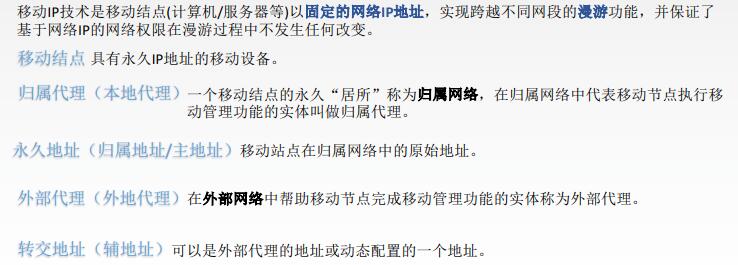 移动IP技术是移动结点(计算机/服务器等)以固定的网络IP地址，实现跨越不同网段的漫游功能，并保证了
基于网络IP的网络权限在漫游过程中不发生任何改变。
移动结点 具有永久IP地址的移动设备。
归属代理（本地代理）一个移动结点的永久“居所”称为归属网络，在归属网络中代表移动节点执行移
动管理功能的实体叫做归属代理。
永久地址（归属地址/主地址）移动站点在归属网络中的原始地址。
外部代理（外地代理）在外部网络中帮助移动节点完成移动管理功能的实体称为外部代理。
转交地址（辅地址）可以是外部代理的地址或动态配置的一个地址。